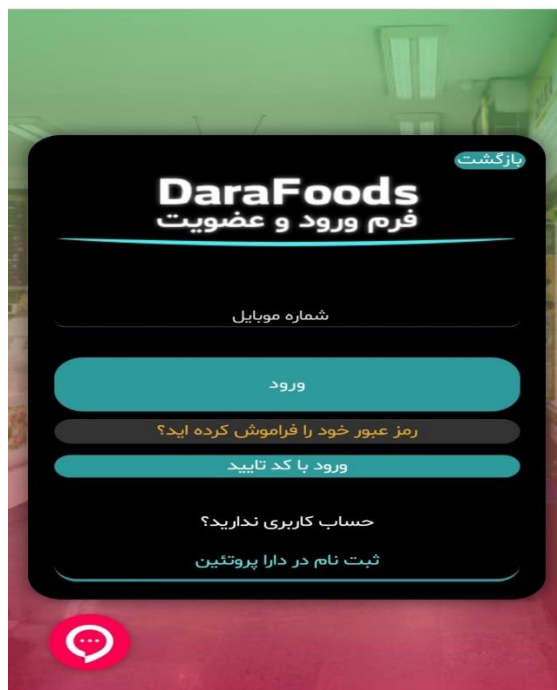 بازگشت
DaraFoods
فرم ورود و عضویت
شماره موبایل
ورود
رمز عبور خود را فراموش کرده اید؟
ورود با کد تایید
حساب کاربری ندارید؟
ثبت نام در دارا پروتئین